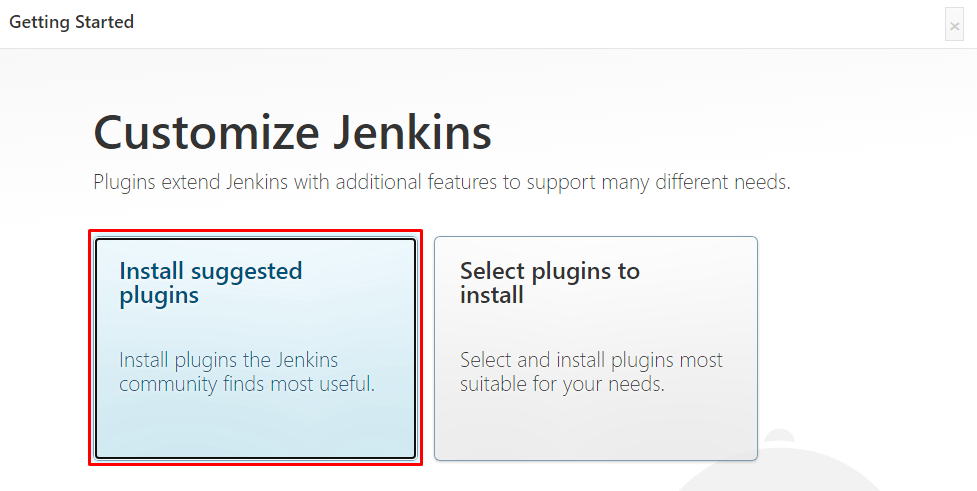 Getting Started
×
Customize Jenkins
Plugins extend Jenkins with additional features to support many different needs.
Install suggested
plugins
Install plugins the Jenkins
community finds most useful.
Select plugins to
install
Select and install plugins most
suitable for your needs.